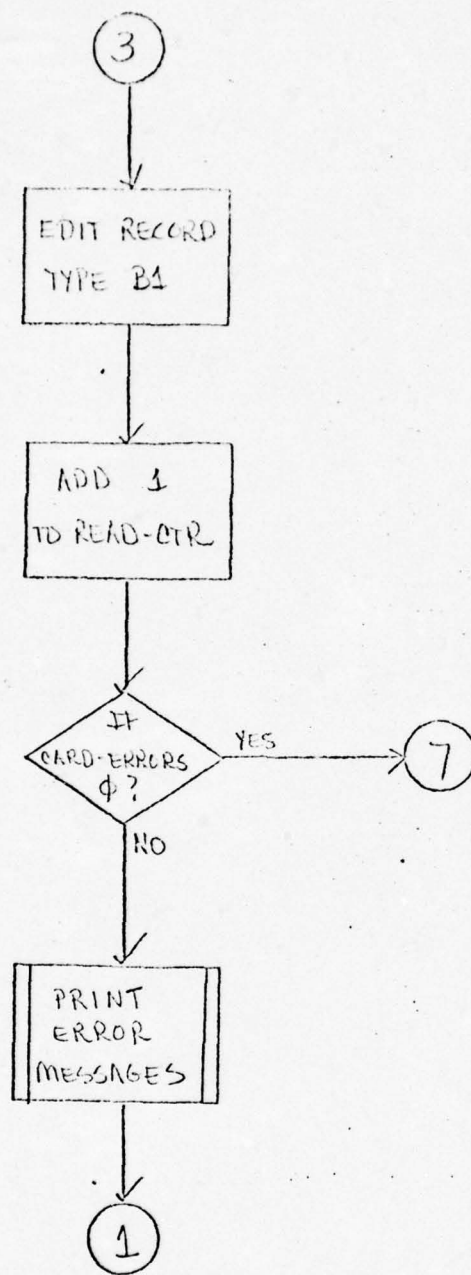 3
EDIT RECORD
TYPE B1
ADD 1
TO READ-CTR
IF
CARD-ERRORS
φ?
YES
7
NO
PRINT
ERROR
MESSAGES
1